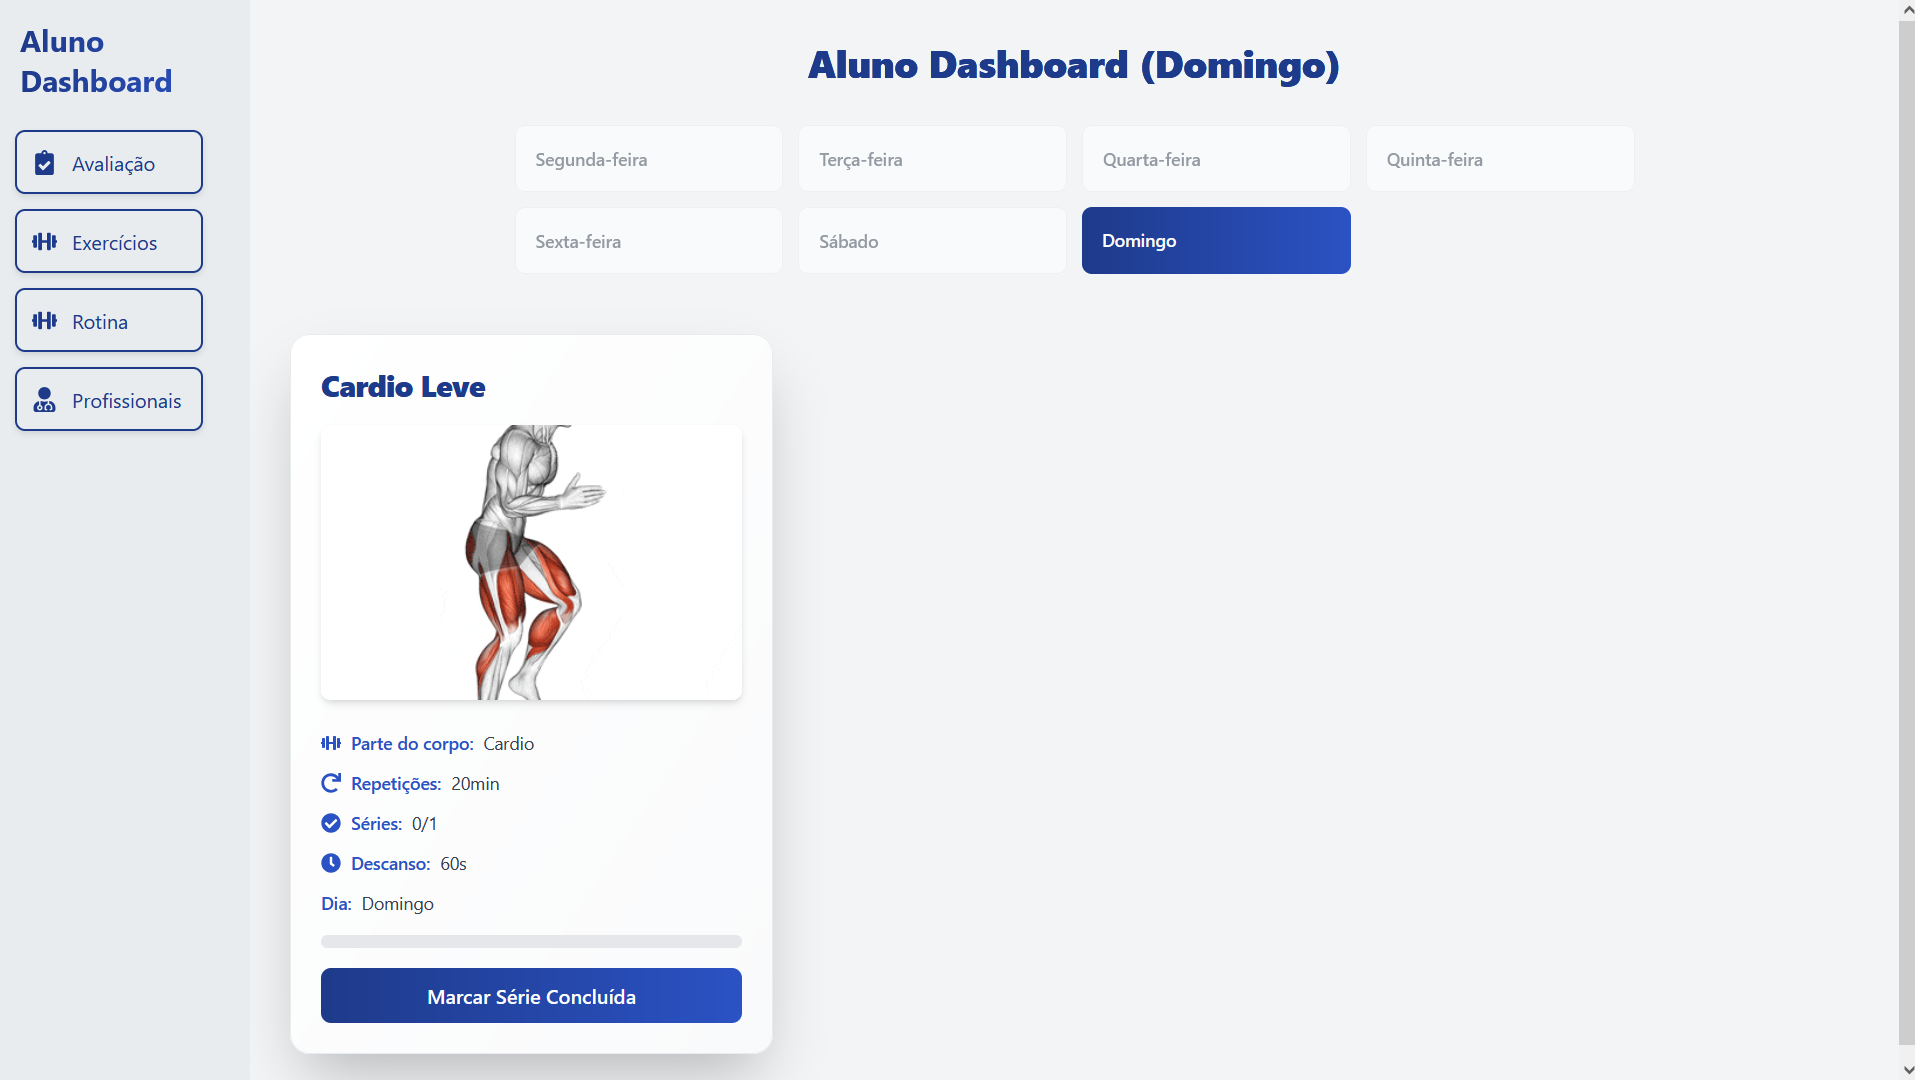 Aluno
Dashboard
Avaliação
Exercícios
Rotina
Profissionais
Aluno Dashboard (Domingo)
Segunda-feira
Terça-feira
Quarta-feira
Quinta-feira
Sexta-feira
Sábado
Domingo
Cardio Leve
Parte do corpo: Cardio
Repetições: 20min
Séries: 0/1
Descanso: 60s
Dia: Domingo
Marcar Série Concluída